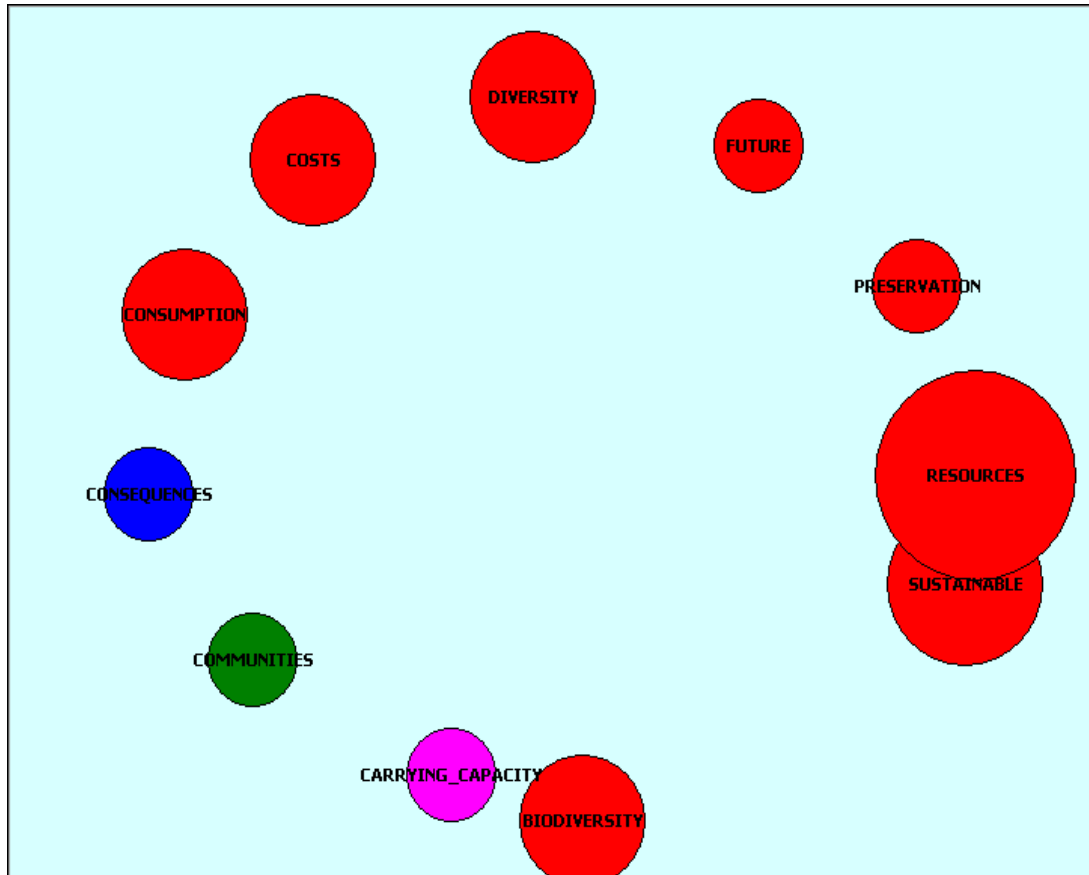 DIVERSITY
FUTURE
COSTS
PRESERVATION
CONSUMPTION
RESOURCES
CONSEQUENCES
SUSTAINABLE
COMMUNITIES
CARRYING_CAPACITY
BIODIVERSITY